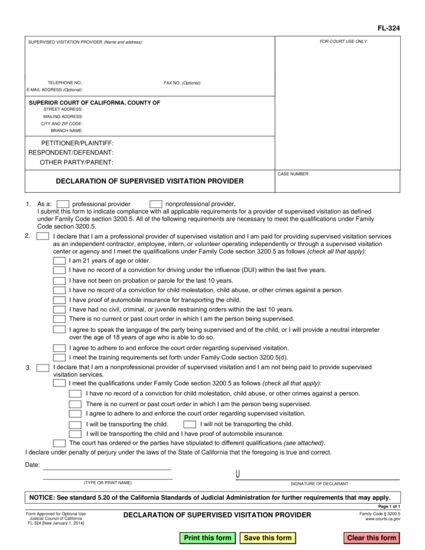 FL-324
SUPERVISED VISITATION PROVIDER (Name and address):
FOR COURT USE ONLY
TELEPHONE NO.: FAX NO. (Optional):
E-MAIL ADDRESS (Optional):
SUPERIOR COURT OF CALIFORNIA, COUNTY OF
STREET ADDRESS:
MAILING ADDRESS:
CITY AND ZIP CODE:
BRANCH NAME:
PETITIONER/PLAINTIFF:
RESPONDENT/DEFENDANT:
OTHER PARTY/PARENT:
DECLARATION OF SUPERVISED VISITATION PROVIDER
CASE NUMBER:
1. As a: professional provider nonprofessional provider,
I submit this form to indicate compliance with all applicable requirements for a provider of supervised visitation as defined
under Family Code section 3200.5. All of the following requirements are necessary to meet the qualifications under Family
Code section 3200.5.
2. I declare that I am a professional provider of supervised visitation and I am paid for providing supervised visitation services
as an independent contractor, employee, intern, or volunteer operating independently or through a supervised visitation
center or agency and I meet the qualifications under Family Code section 3200.5 as follows (check all that apply):
I am 21 years of age or older.
I have no record of a conviction for driving under the influence (DUI) within the last five years.
I have not been on probation or parole for the last 10 years.
I have no record of a conviction for child molestation, child abuse, or other crimes against a person.
I have proof of automobile insurance for transporting the child.
I have had no civil, criminal, or juvenile restraining orders within the last 10 years.
There is no current or past court order in which I am the person being supervised.
I agree to speak the language of the party being supervised and of the child, or I will provide a neutral interpreter
over the age of 18 years of age who is able to do so.
I agree to adhere to and enforce the court order regarding supervised visitation.
I meet the training requirements set forth under Family Code section 3200.5(d).
3. I declare that I am a nonprofessional provider of supervised visitation and I am not being paid to provide supervised
visitation services.
I meet the qualifications under Family Code section 3200.5 as follows (check all that apply):
I have no record of a conviction for child molestation, child abuse, or other crimes against a person.
There is no current or past court order in which I am the person being supervised.
I agree to adhere to and enforce the court order regarding supervised visitation.
I will be transporting the child. I will not be transporting the child.
I will be transporting the child and I have proof of automobile insurance.
The court has ordered or the parties have stipulated to different qualifications (see attached).
I declare under penalty of perjury under the laws of the State of California that the foregoing is true and correct.
Date:
(TYPE OR PRINT NAME) SIGNATURE OF DECLARANT
NOTICE: See standard 5.20 of the California Standards of Judicial Administration for further requirements that may apply.
Page 1 of 1
Form Approved for Optional Use
Judicial Council of California
FL-324 [New January 1, 2014]
DECLARATION OF SUPERVISED VISITATION PROVIDER
Family Code § 3200.5
www.courts.ca.gov
Print this form Save this form Clear this form